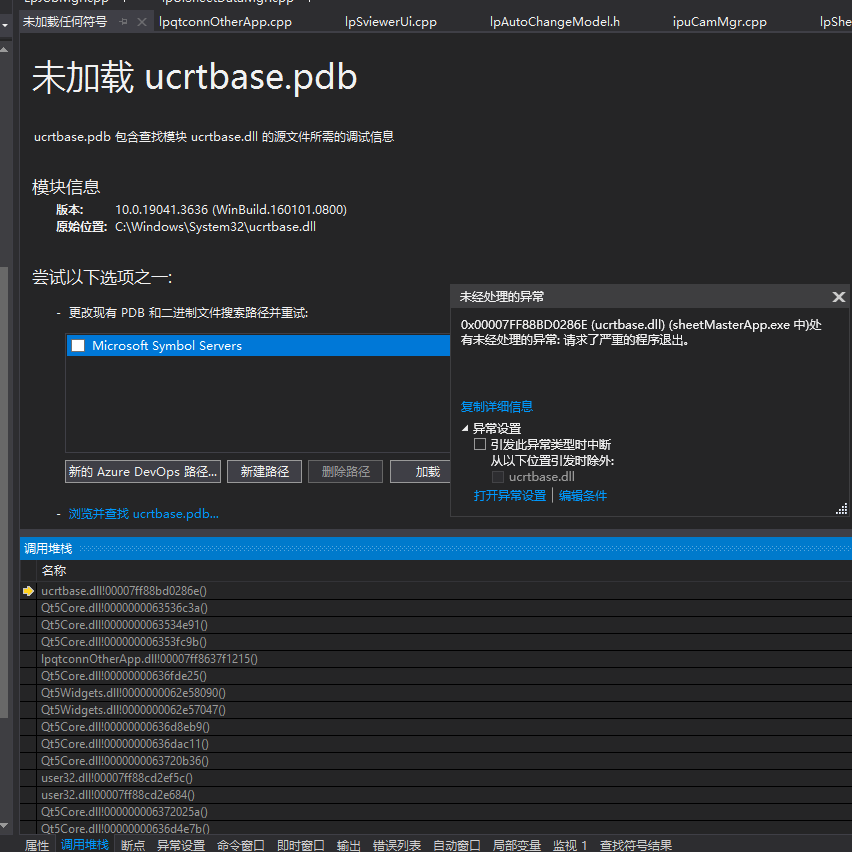 未加载任何符号
lpqtconnOtherApp.cpp
lpSviewerUi.cpp
lpAutoChangeModel.h
ipuCamMgr.cpp
lpShe
未加载 ucrtbase.pdb
ucrtbase.pdb 包含查找模块 ucrtbase.dll 的源文件所需的调试信息
模块信息
版本: 10.0.19041.3636 (WinBuild.160101.0800)
原始位置: C:\Windows\System32\ucrtbase.dll
尝试以下选项之一:
- 更改现有 PDB 和二进制文件搜索路径并重试:
Microsoft Symbol Servers
新的 Azure DevOps 路径...
新建路径
删除路径
加载
- 浏览并查找 ucrtbase.pdb...
未经处理的异常
0x00007FF88BD0286E (ucrtbase.dll) (sheetMasterApp.exe 中)处
有未经处理的异常: 请求了严重的程序退出。
复制详细信息
异常设置
引发此异常类型时中断
从以下位置引发时除外:
ucrtbase.dll
打开异常设置 | 编辑条件
调用堆栈
名称
ucrtbase.dll!00007ff88bd0286e()
Qt5Core.dll!0000000063536c3a()
Qt5Core.dll!0000000063534e91()
Qt5Core.dll!000000006353fc9b()
lpqtconnOtherApp.dll!00007ff8637f1215()
Qt5Core.dll!00000000636fde25()
Qt5Widgets.dll!0000000062e58090()
Qt5Widgets.dll!0000000062e57047()
Qt5Core.dll!00000000636d8eb9()
Qt5Core.dll!00000000636dac11()
Qt5Core.dll!0000000063720b36()
user32.dll!00007ff88cd2ef5c()
user32.dll!00007ff88cd2e684()
Qt5Core.dll!000000006372025a()
Qt5Core.dll!00000000636d4e7b()
属性
调用堆栈
断点
异常设置
命令窗口
即时窗口
输出
错误列表
自动窗口
局部变量
监视 1
查找符号结果